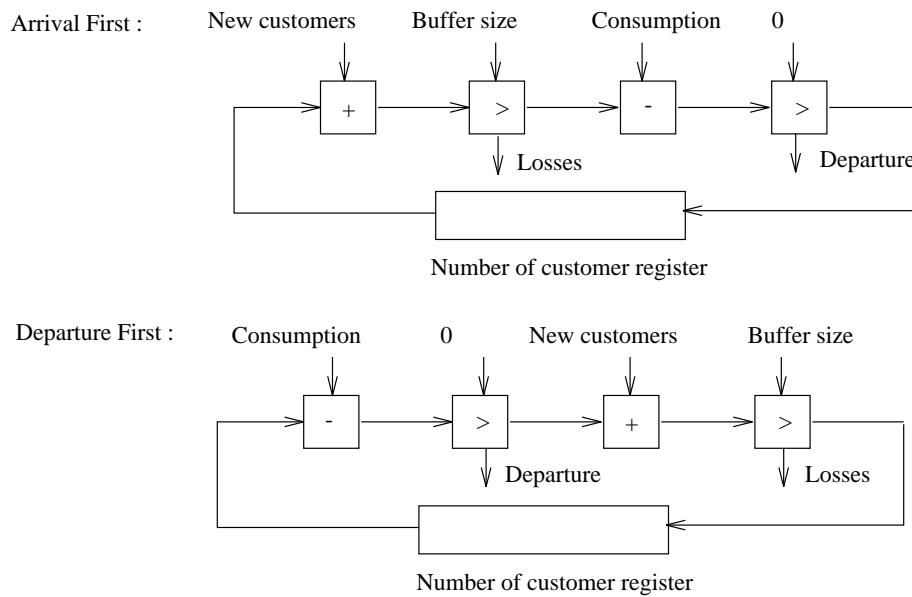 Arrival First :
New customers
Buffer size
Consumption
0
+
>
-
>
Losses
Departure
Number of customer register
Departure First :
Consumption
0
New customers
Buffer size
-
>
+
>
Departure
Losses
Number of customer register